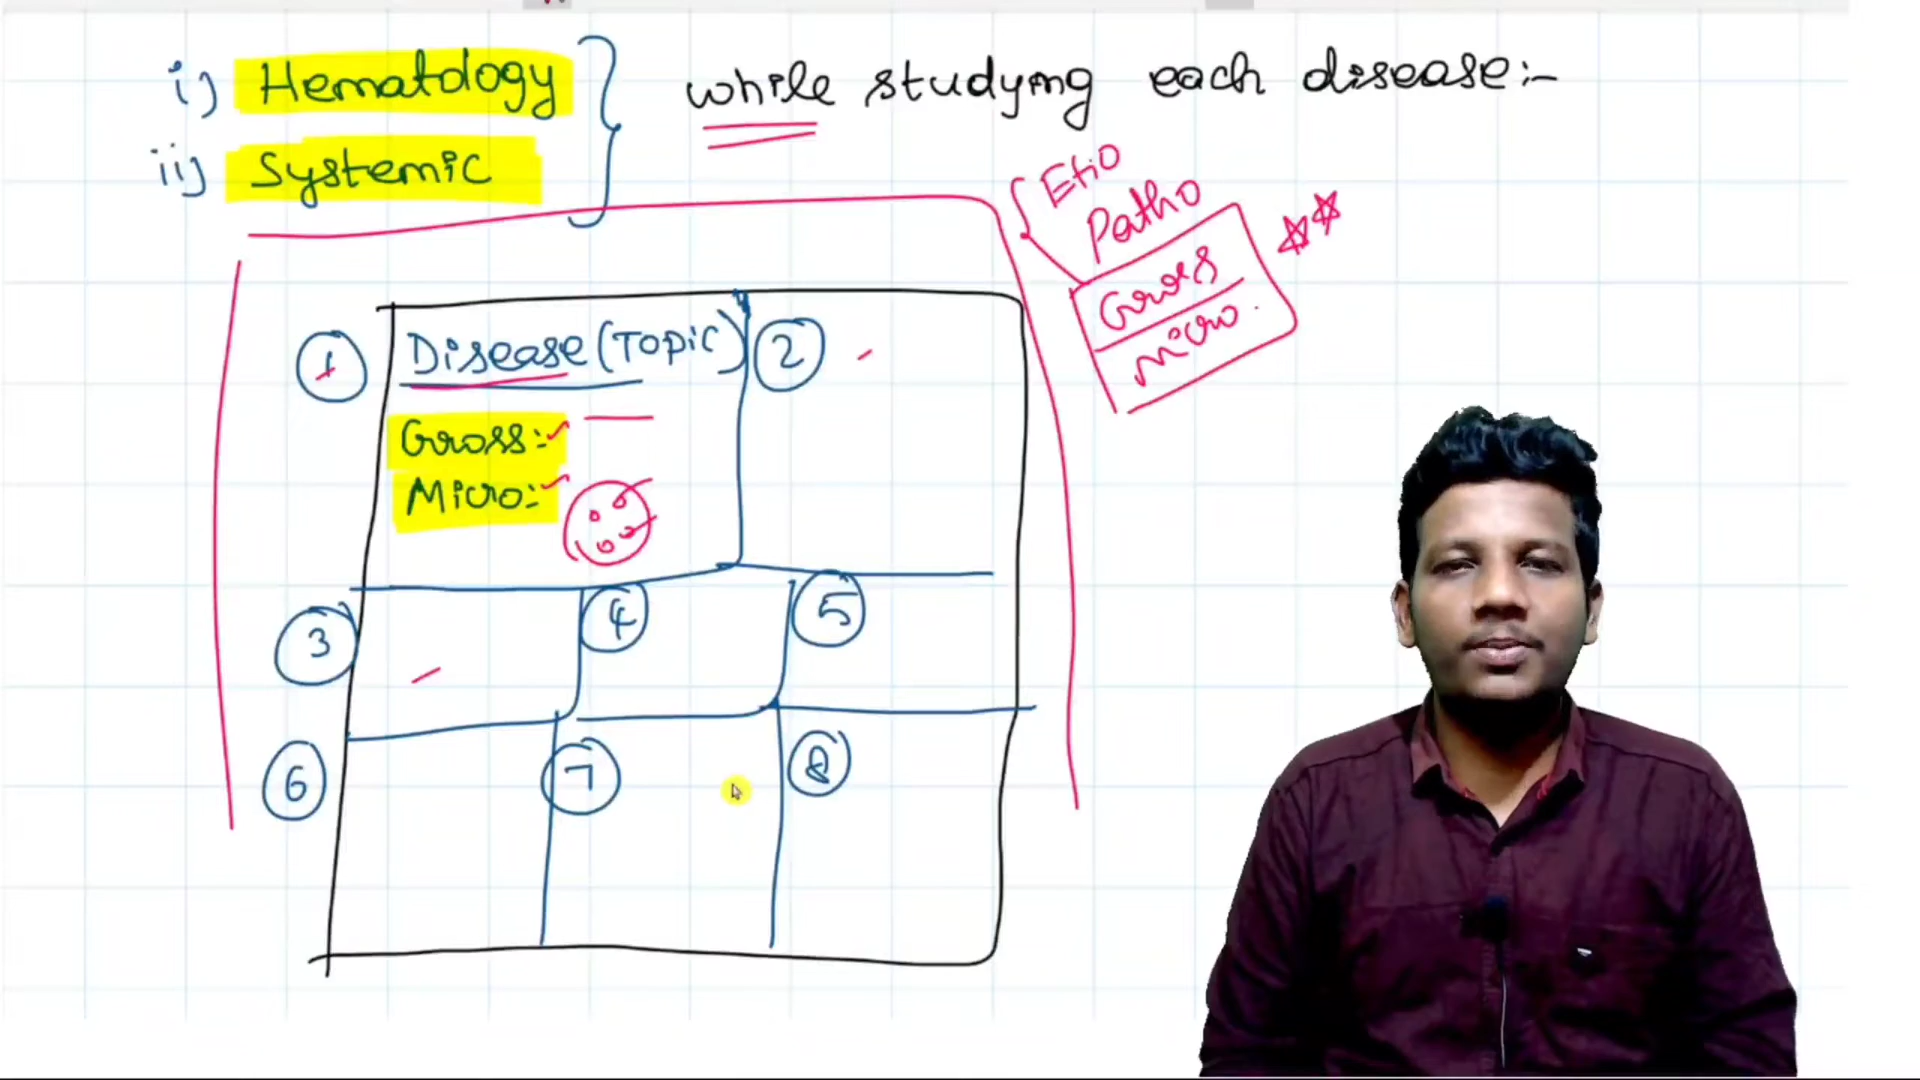 i) Hematology
ii) Systemic
while studying each disease:-
Etio
Patho
Gross
Micro.
1 Disease (Topic)
2
Gross:-
Micro:-
3
4
5
6
7
8